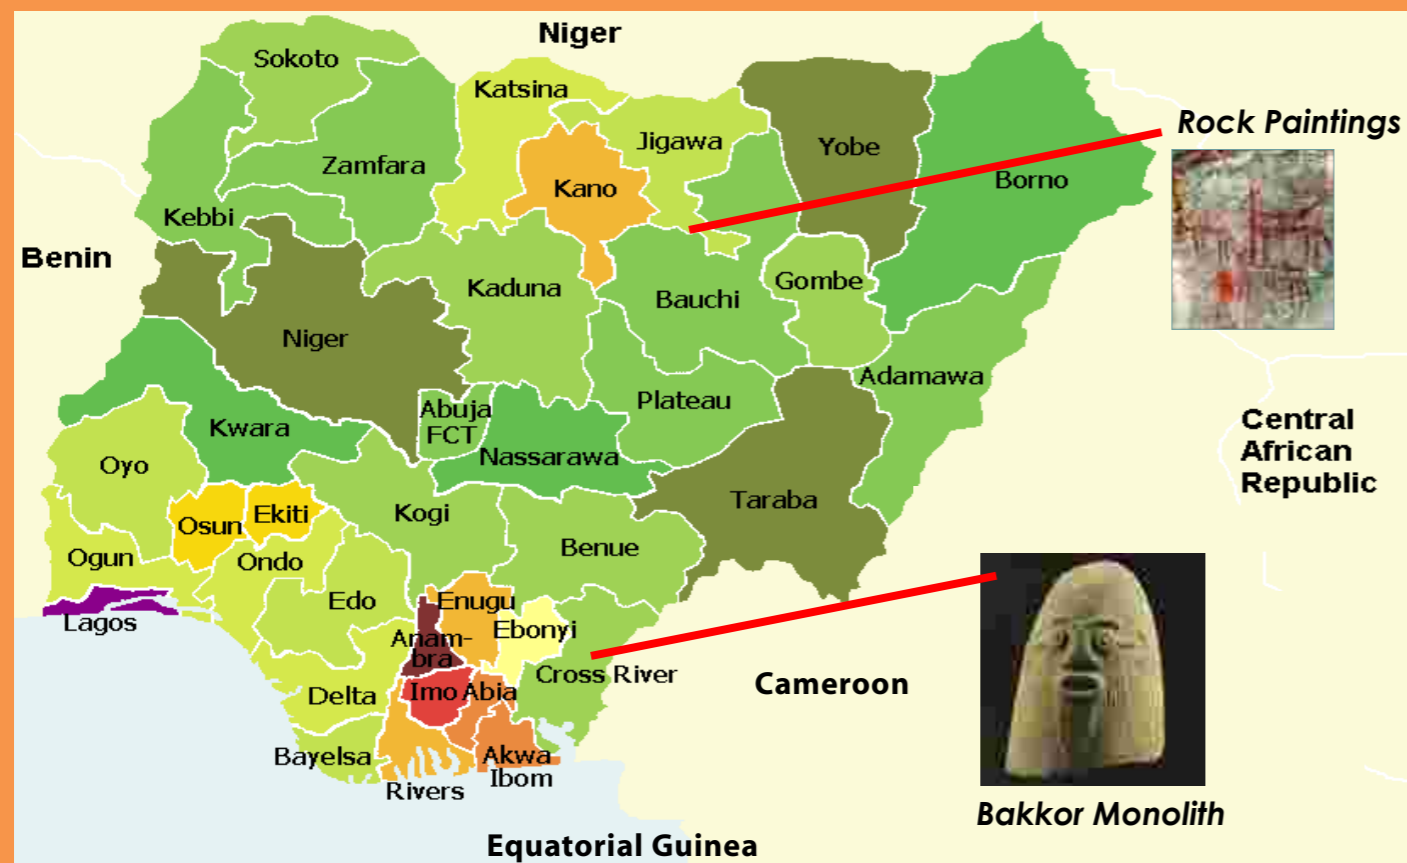 Niger
Sokoto
Katsina
Rock Paintings
Jigawa
Yobe
Zamfara
Kano
Borno
Kebbi
Benin
Gombe
Kaduna
Bauchi
Niger
Adamawa
Plateau
Abuja
FCT
Kwara
Central
African
Republic
Nassarawa
Oyo
Taraba
Kogi
Osun
Ekiti
Benue
Ogun
Ondo
Edo
Enugu
Lagos
Ebonyi
Anam-
bra
Cross River
Cameroon
Delta
Imo
Abia
Bayelsa
Akwa
Ibom
Rivers
Bakkor Monolith
Equatorial Guinea